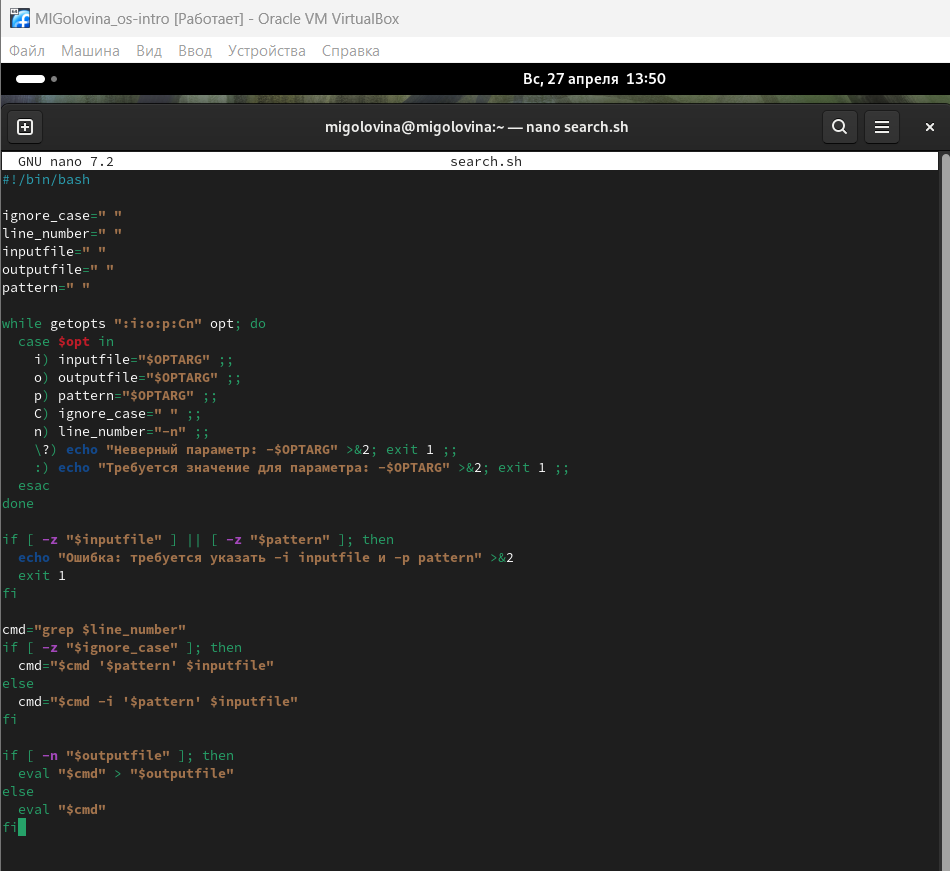 MIGolovina_os-intro [Работает] - Oracle VM VirtualBox
Файл Машина Вид Ввод Устройства Справка
Вс, 27 апреля 13:50
migolovina@migolovina:~ — nano search.sh
GNU nano 7.2 search.sh
#!/bin/bash

ignore_case=" "
line_number=" "
inputfile=" "
outputfile=" "
pattern=" "

while getopts ":i:o:p:Cn" opt; do
  case $opt in
    i) inputfile="$OPTARG" ;;
    o) outputfile="$OPTARG" ;;
    p) pattern="$OPTARG" ;;
    C) ignore_case=" " ;;
    n) line_number="-n" ;;
    \?) echo "Неверный параметр: -$OPTARG" >&2; exit 1 ;;
    :) echo "Требуется значение для параметра: -$OPTARG" >&2; exit 1 ;;
  esac
done

if [ -z "$inputfile" ] || [ -z "$pattern" ]; then
  echo "Ошибка: требуется указать -i inputfile и -p pattern" >&2
  exit 1
fi

cmd="grep $line_number"
if [ -z "$ignore_case" ]; then
  cmd="$cmd '$pattern' $inputfile"
else
  cmd="$cmd -i '$pattern' $inputfile"
fi

if [ -n "$outputfile" ]; then
  eval "$cmd" > "$outputfile"
else
  eval "$cmd"
fi